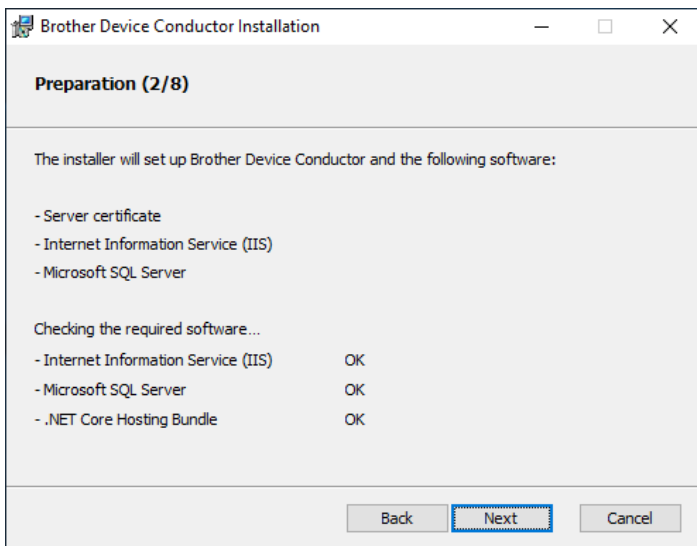 Brother Device Conductor Installation
Preparation (2/8)
The installer will set up Brother Device Conductor and the following software:
- Server certificate
- Internet Information Service (IIS)
- Microsoft SQL Server
Checking the required software...
- Internet Information Service (IIS) OK
- Microsoft SQL Server OK
- .NET Core Hosting Bundle OK
Back Next Cancel